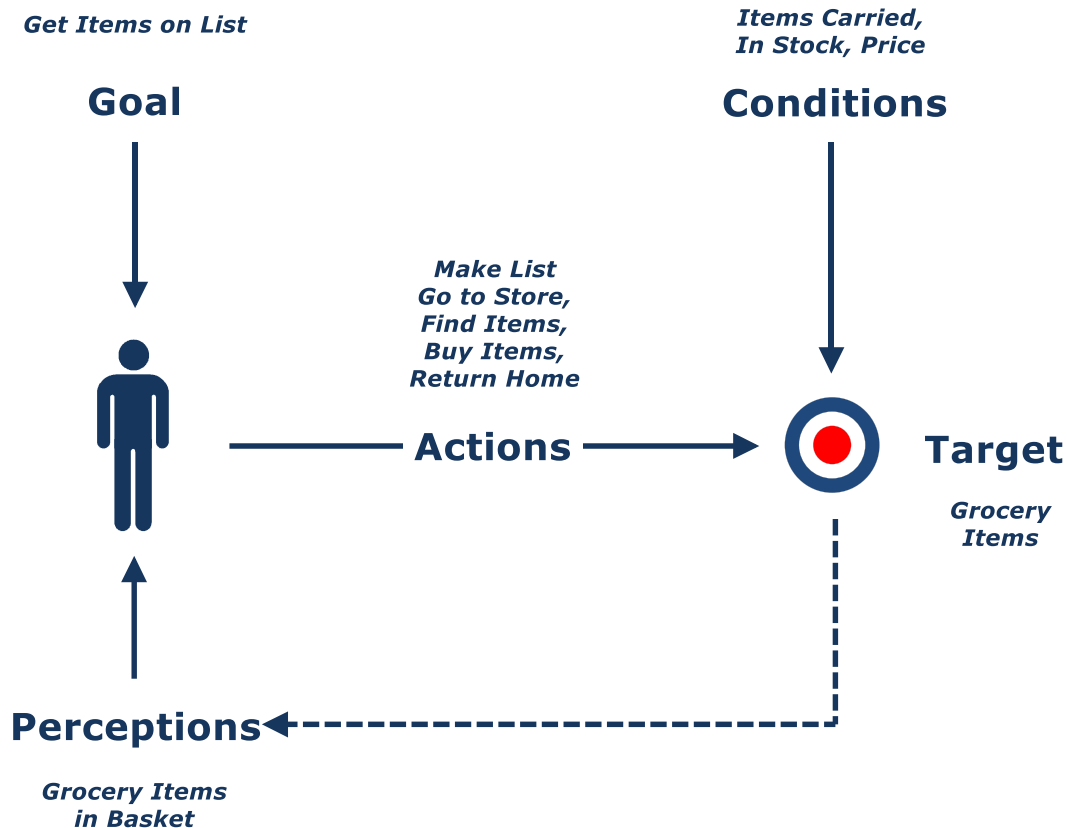 Get Items on List
Items Carried,
In Stock, Price
Goal
Conditions
Make List
Go to Store,
Find Items,
Buy Items,
Return Home
Actions
Target
Grocery
Items
Perceptions
Grocery Items
in Basket